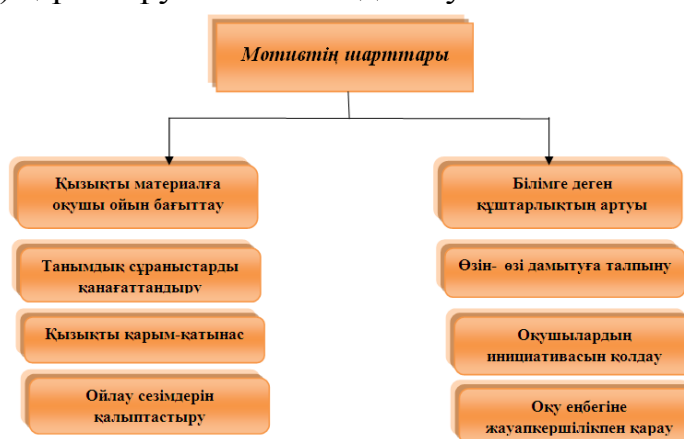 Мотивтің шарттары
Қызықты материалға
оқушы ойын бағыттау
Танымдық сұраныстарды
қанағаттандыру
Қызықты қарым-қатынас
Ойлау сезімдерін
қалыптастыру
Білімге деген
құштарлықтың артуы
Өзін- өзі дамытуға талпыну
Оқушылардың
инициативасын қолдау
Оқу еңбегіне
жауапкершілікпен қарау